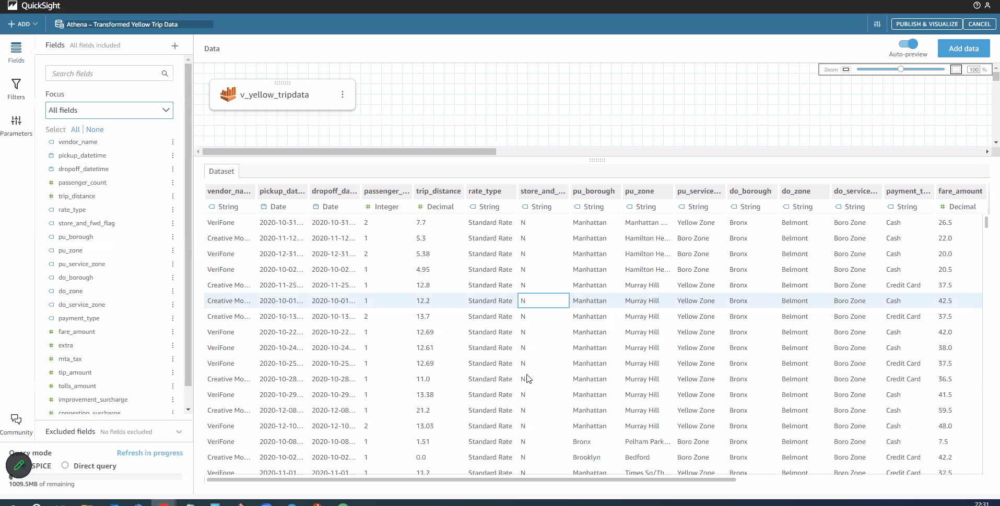 QuickSight
ADD
Athena – Transformed Yellow Trip Data
PUBLISH & VISUALIZE
CANCEL
Fields
Filters
Parameters
Community
Fields All fields included
Search fields
Focus
All fields
Select All None
vendor_name
pickup_datetime
dropoff_datetime
passenger_count
trip_distance
rate_type
store_and_fwd_flag
pu_borough
pu_zone
pu_service_zone
do_borough
do_zone
do_service_zone
payment_type
fare_amount
extra
mta_tax
tip_amount
tolls_amount
improvement_surcharge
congestion_surcharge
Excluded fields No fields excluded
Query mode Refresh in progress
SPICE Direct query
1009.5MB of remaining
Data
Auto-preview
Add data
Zoom 100 %
v_yellow_tripdata
Dataset
vendor_na... pickup_dat... dropoff_da... passenger_... trip_distance rate_type store_and_... pu_borough pu_zone pu_service... do_borough do_zone do_service... payment_t... fare_amount
String Date Date Integer Decimal String String String String String String String String String Decimal
VeriFone 2020-10-31... 2020-10-31... 2 7.7 Standard Rate N Manhattan Manhattan ... Yellow Zone Bronx Belmont Boro Zone Cash 26.5
Creative Mo... 2020-11-12... 2020-11-12... 1 5.3 Standard Rate N Manhattan Hamilton He... Boro Zone Bronx Belmont Boro Zone Cash 22.0
VeriFone 2020-12-31... 2020-12-31... 2 5.38 Standard Rate N Manhattan Hamilton He... Boro Zone Bronx Belmont Boro Zone Cash 20.0
VeriFone 2020-10-02... 2020-10-02... 1 4.95 Standard Rate N Manhattan Hamilton He... Boro Zone Bronx Belmont Boro Zone Cash 20.5
Creative Mo... 2020-11-25... 2020-11-25... 1 12.8 Standard Rate N Manhattan Murray Hill Yellow Zone Bronx Belmont Boro Zone Credit Card 37.5
Creative Mo... 2020-10-01... 2020-10-01... 1 12.2 Standard Rate N Manhattan Murray Hill Yellow Zone Bronx Belmont Boro Zone Cash 42.5
Creative Mo... 2020-10-13... 2020-10-13... 2 13.7 Standard Rate N Manhattan Murray Hill Yellow Zone Bronx Belmont Boro Zone Credit Card 37.5
VeriFone 2020-10-22... 2020-10-22... 1 12.69 Standard Rate N Manhattan Murray Hill Yellow Zone Bronx Belmont Boro Zone Cash 42.0
VeriFone 2020-10-24... 2020-10-24... 1 12.61 Standard Rate N Manhattan Murray Hill Yellow Zone Bronx Belmont Boro Zone Cash 38.0
VeriFone 2020-10-25... 2020-10-25... 1 12.69 Standard Rate N Manhattan Murray Hill Yellow Zone Bronx Belmont Boro Zone Credit Card 37.5
Creative Mo... 2020-10-28... 2020-10-28... 1 11.0 Standard Rate N Manhattan Murray Hill Yellow Zone Bronx Belmont Boro Zone Credit Card 36.5
VeriFone 2020-10-29... 2020-10-29... 1 13.38 Standard Rate N Manhattan Murray Hill Yellow Zone Bronx Belmont Boro Zone Cash 41.5
Creative Mo... 2020-12-08... 2020-12-08... 1 21.2 Standard Rate N Manhattan Murray Hill Yellow Zone Bronx Belmont Boro Zone Cash 59.5
VeriFone 2020-12-10... 2020-12-10... 2 13.03 Standard Rate N Manhattan Murray Hill Yellow Zone Bronx Belmont Boro Zone Cash 48.0
VeriFone 2020-10-08... 2020-10-08... 1 1.51 Standard Rate N Bronx Pelham Park... Boro Zone Bronx Belmont Boro Zone Cash 7.5
Creative Mo... 2020-10-02... 2020-10-02... 1 0.0 Standard Rate N Brooklyn Bedford Boro Zone Bronx Belmont Boro Zone Credit Card 42.2
VeriFone 2020-11-01... 2020-11-01... 1 11.2 Standard Rate N Manhattan Times Sq/Th... Yellow Zone Bronx Belmont Boro Zone Credit Card 32.5
22:31